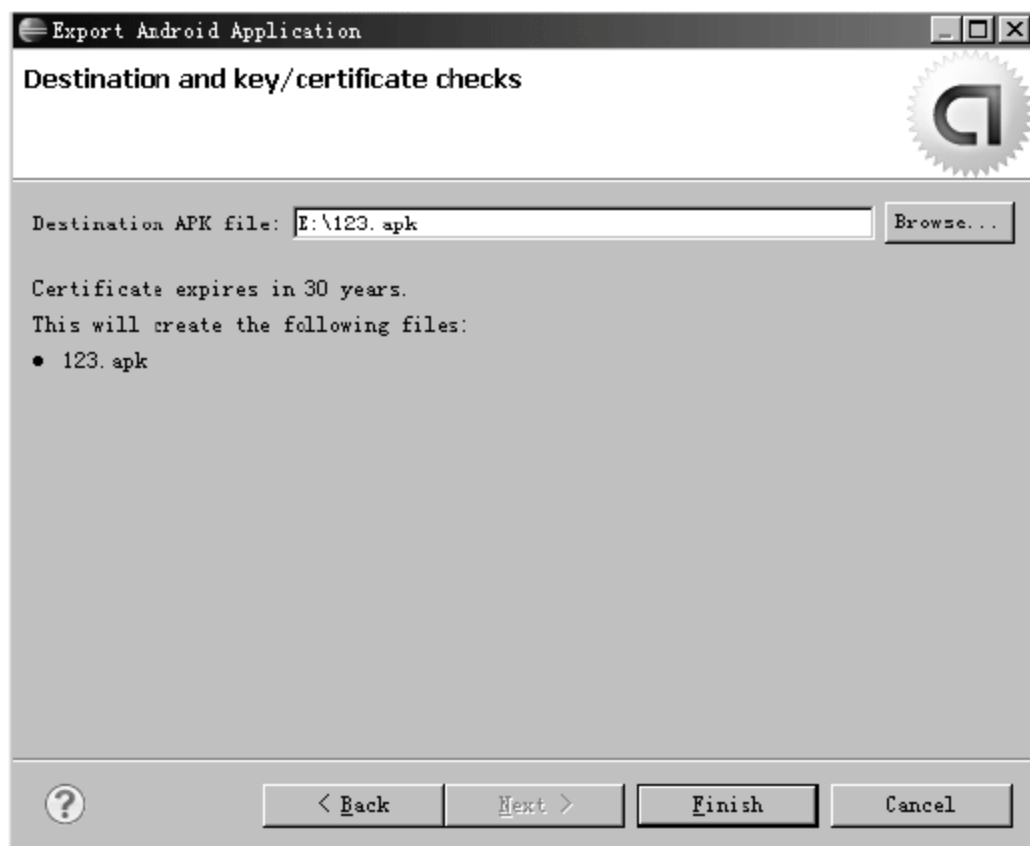 Export Android Application
Destination and key/certificate checks
Destination APK file: E:\123.apk Browse...
Certificate expires in 30 years.
This will create the following files:
• 123.apk
? < Back Next > Finish Cancel